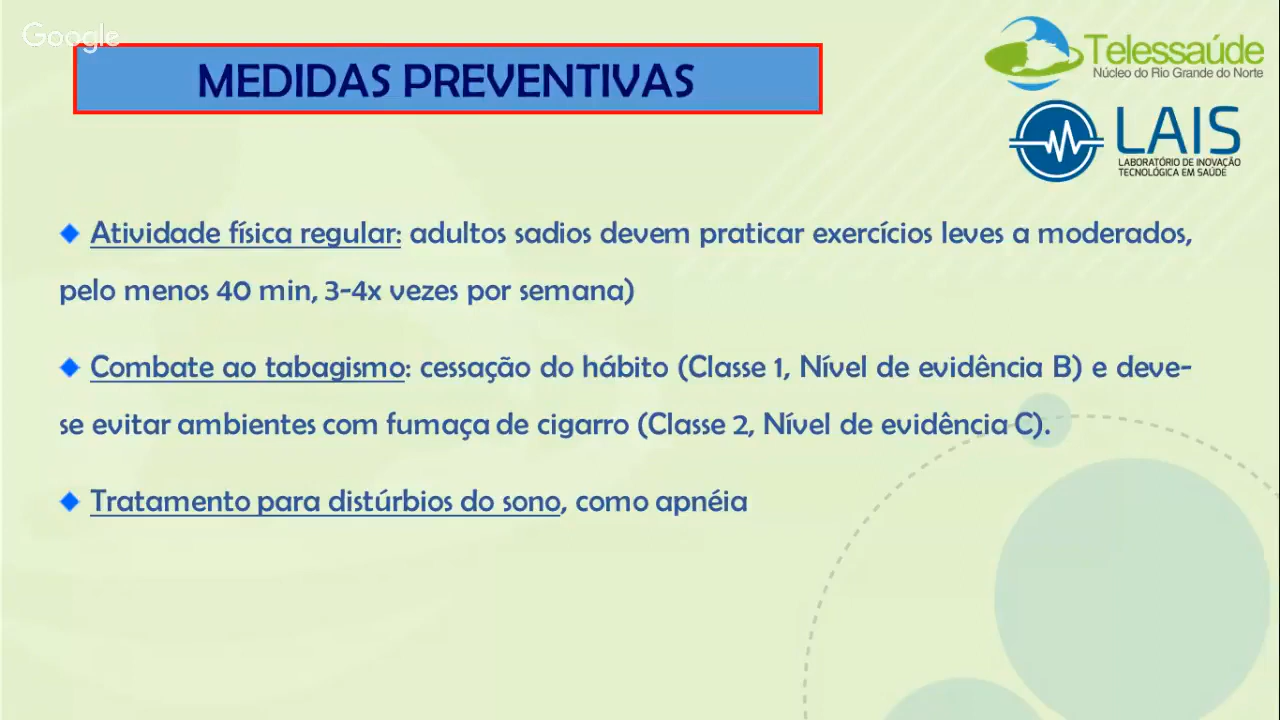 Google
MEDIDAS PREVENTIVAS
Telessaúde
Núcleo do Rio Grande do Norte
LAIS
LABORATÓRIO DE INOVAÇÃO
TECNOLÓGICA EM SAÚDE
Atividade física regular: adultos sadios devem praticar exercícios leves a moderados,
pelo menos 40 min, 3-4x vezes por semana)
Combate ao tabagismo: cessação do hábito (Classe 1, Nível de evidência B) e deve-
se evitar ambientes com fumaça de cigarro (Classe 2, Nível de evidência C).
Tratamento para distúrbios do sono, como apnéia